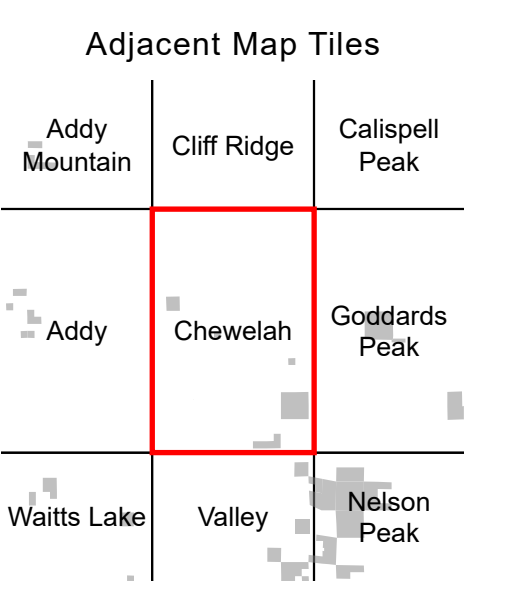 Adjacent Map Tiles
Addy
Mountain
Cliff Ridge
Calispell
Peak
Addy
Chewelah
Goddards
Peak
Waitts Lake
Valley
Nelson
Peak